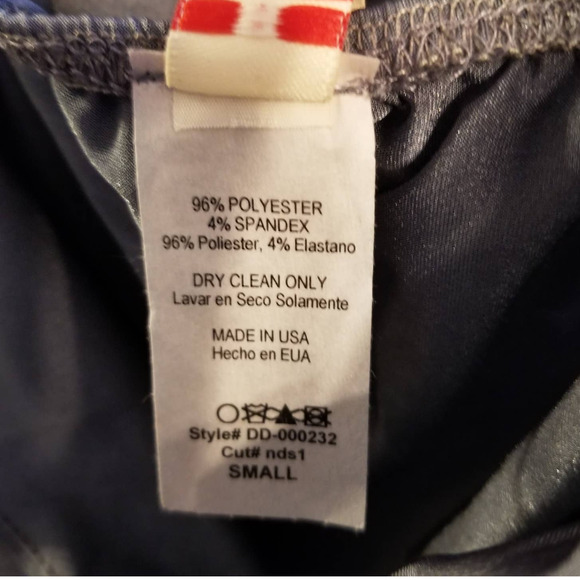 96% POLYESTER
4% SPANDEX
96% Poliester, 4% Elastano
DRY CLEAN ONLY
Lavar en Seco Solamente
MADE IN USA
Hecho en EUA
Style# DD-000232
Cut# nds1
SMALL